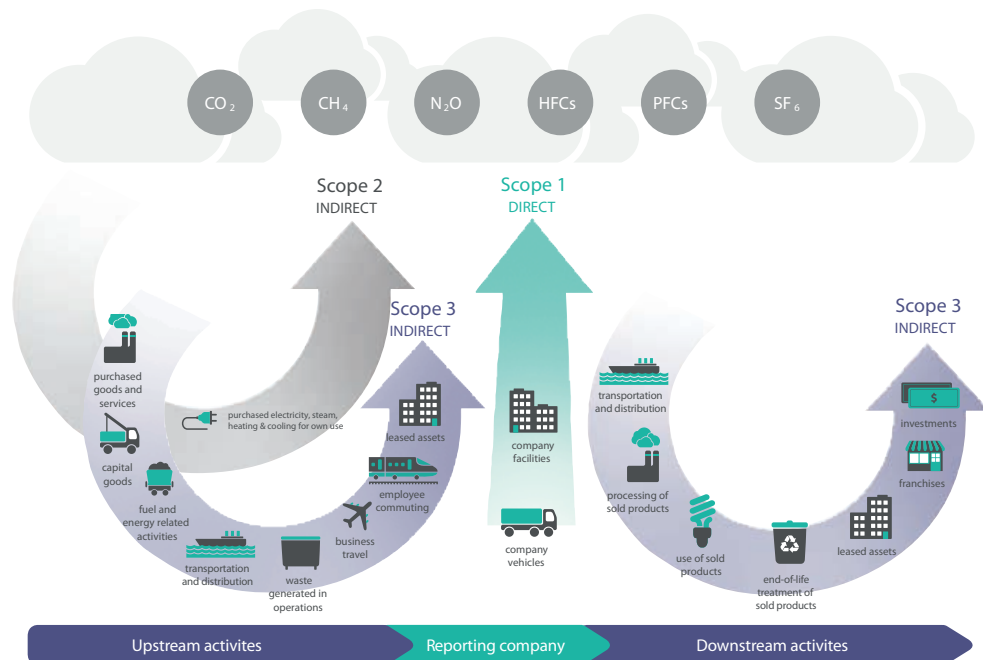 CO₂
CH₄
N₂O
HFCs
PFCs
SF₆
Scope 2
INDIRECT
Scope 1
DIRECT
Scope 3
INDIRECT
Scope 3
INDIRECT
purchased
goods and
services
capital
goods
fuel and
energy related
activities
purchased electricity, steam,
heating & cooling for own use
transportation
and distribution
waste
generated in
operations
business
travel
employee
commuting
leased assets
company
facilities
company
vehicles
transportation
and distribution
processing of
sold products
use of sold
products
end-of-life
treatment of
sold products
leased assets
franchises
$
investments
Upstream activites
Reporting company
Downstream activites